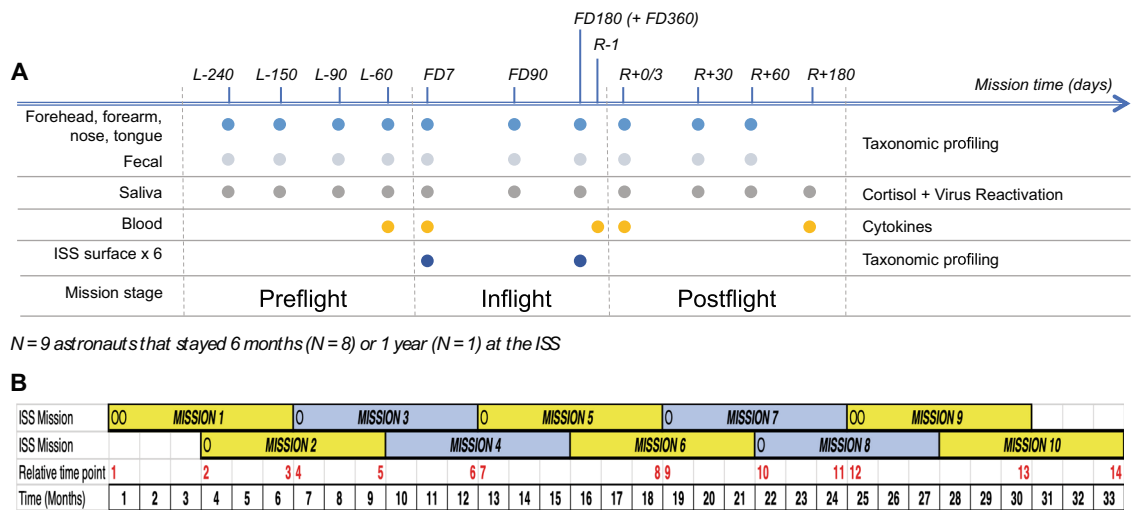 FD180 (+ FD360)
R-1
A
L-240 L-150 L-90 L-60 FD7 FD90 R+0/3 R+30 R+60 R+180
Mission time (days)
Forehead, forearm,
nose, tongue
Taxonomic profiling
Fecal
Saliva Cortisol + Virus Reactivation
Blood Cytokines
ISS surface x 6 Taxonomic profiling
Mission stage Preflight Inflight Postflight
N = 9 astronauts that stayed 6 months (N = 8) or 1 year (N = 1) at the ISS
B
ISS Mission 00 MISSION 1 0 MISSION 3 0 MISSION 5 0 MISSION 7 00 MISSION 9
ISS Mission 0 MISSION 2 MISSION 4 MISSION 6 0 MISSION 8 MISSION 10
Relative time point 1 2 3 4 5 6 7 8 9 10 11 12 13 14
Time (Months) 1 2 3 4 5 6 7 8 9 10 11 12 13 14 15 16 17 18 19 20 21 22 23 24 25 26 27 28 29 30 31 32 33